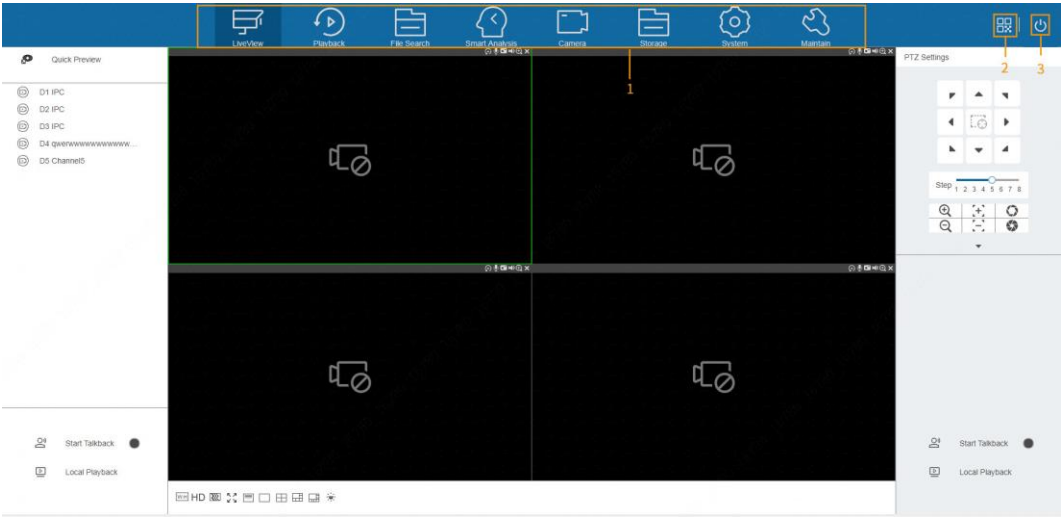 LiveView
Playback
File Search
Smart Analysis
Camera
Storage
System
Maintain
1
2
3
Quick Preview
D1 IPC
D2 IPC
D3 IPC
D4 qwerwwwwwwwwwww...
D5 Channel5
PTZ Settings
Step
1 2 3 4 5 6 7 8
Start Talkback
Local Playback
Start Talkback
Local Playback
HD